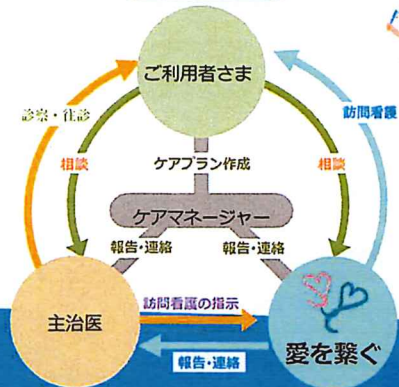 ご利用者さま
診察・往診
訪問看護
相談
ケアプラン作成
相談
ケアマネージャー
報告・連絡
報告・連絡
主治医
訪問看護の指示
愛を繋ぐ
報告・連絡